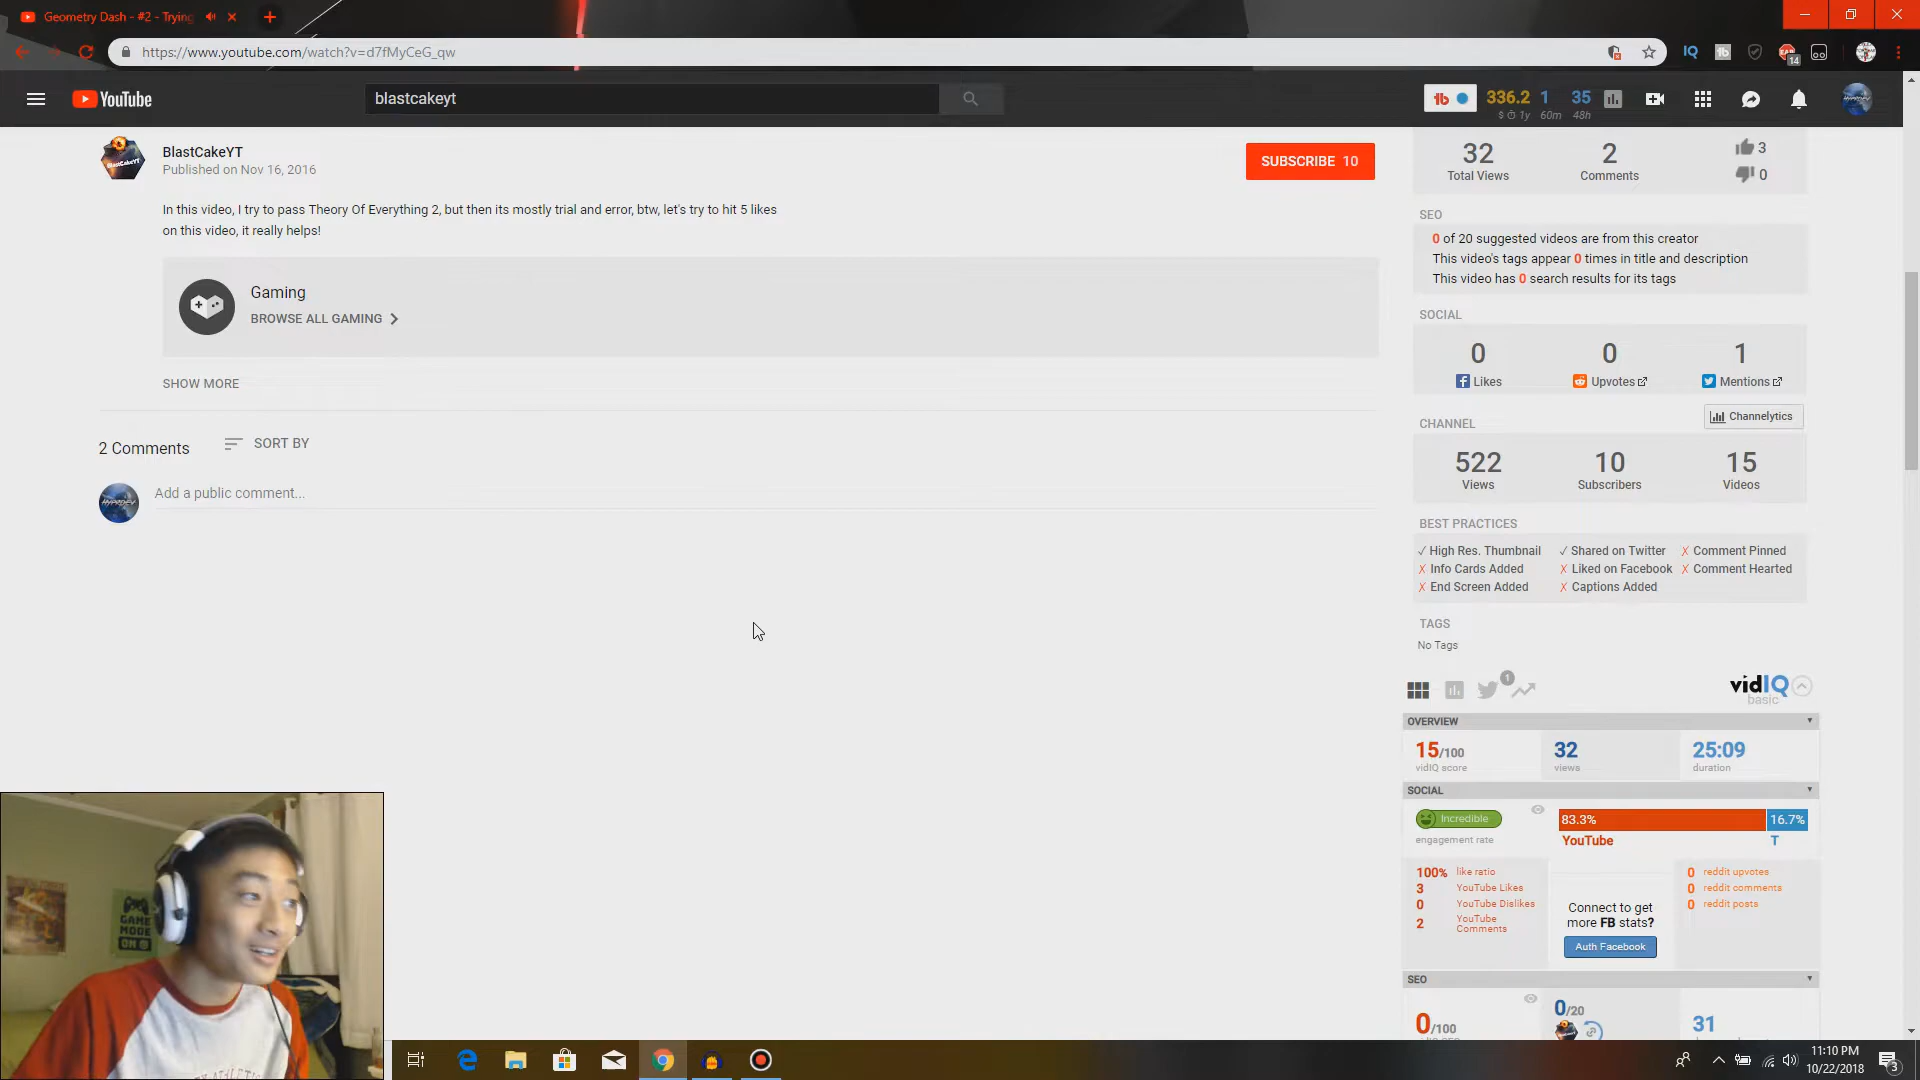 Geometry Dash - #2 - Trying
https://www.youtube.com/watch?v=d7fMyCeG_qw
14
YouTube
blastcakeyt
336.2 1 35
$ 1y 60m 48h
BlastCakeYT
Published on Nov 16, 2016
SUBSCRIBE 10
In this video, I try to pass Theory Of Everything 2, but then its mostly trial and error, btw, let's try to hit 5 likes
on this video, it really helps!
Gaming
BROWSE ALL GAMING
SHOW MORE
2 Comments
SORT BY
Add a public comment...
32 2 3
Total Views Comments 0
SEO
0 of 20 suggested videos are from this creator
This video's tags appear 0 times in title and description
This video has 0 search results for its tags
SOCIAL
0 0 1
Likes Upvotes Mentions
CHANNEL Channelytics
522 10 15
Views Subscribers Videos
BEST PRACTICES
✓ High Res. Thumbnail ✓ Shared on Twitter ✗ Comment Pinned
✗ Info Cards Added ✗ Liked on Facebook ✗ Comment Hearted
✗ End Screen Added ✗ Captions Added
TAGS
No Tags
1
vidIQ
basic
OVERVIEW
15/100 32 25:09
vidIQ score views duration
SOCIAL
Incredible 83.3% 16.7%
engagement rate YouTube T
100% like ratio
3 YouTube Likes
0 YouTube Dislikes
2 YouTube
Comments
Connect to get
more FB stats?
Auth Facebook
0 reddit upvotes
0 reddit comments
0 reddit posts
SEO
0/100 0/20 31
GAME
MODE
ON
11:10 PM
10/22/2018
3